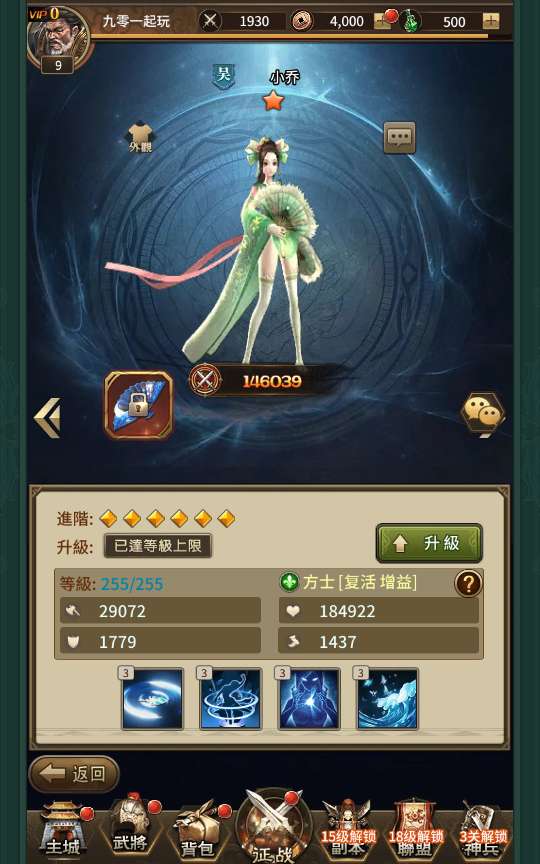 VIP 0
九零一起玩
1930
4,000
500
9
吴
小乔
外觀
146039
進階:
升級:
已達等級上限
升級
等級: 255/255
方士 [复活 增益]
?
29072
184922
1779
1437
3
3
3
3
返回
主城
武將
背包
征战
15级解锁
副本
18级解锁
聯盟
3关解锁
神兵